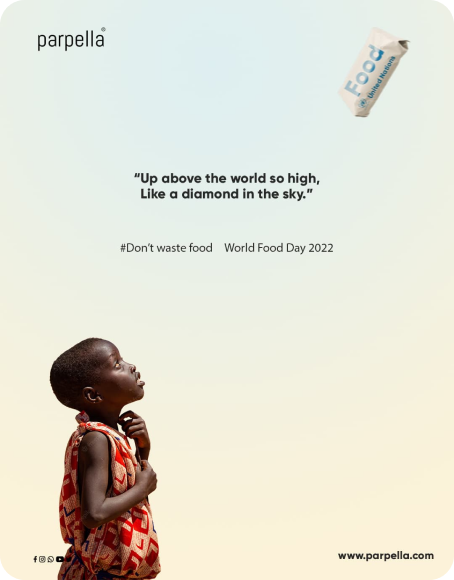 parpella®
Food
United Nations
“Up above the world so high,
Like a diamond in the sky.”
#Don’t waste food World Food Day 2022
www.parpella.com